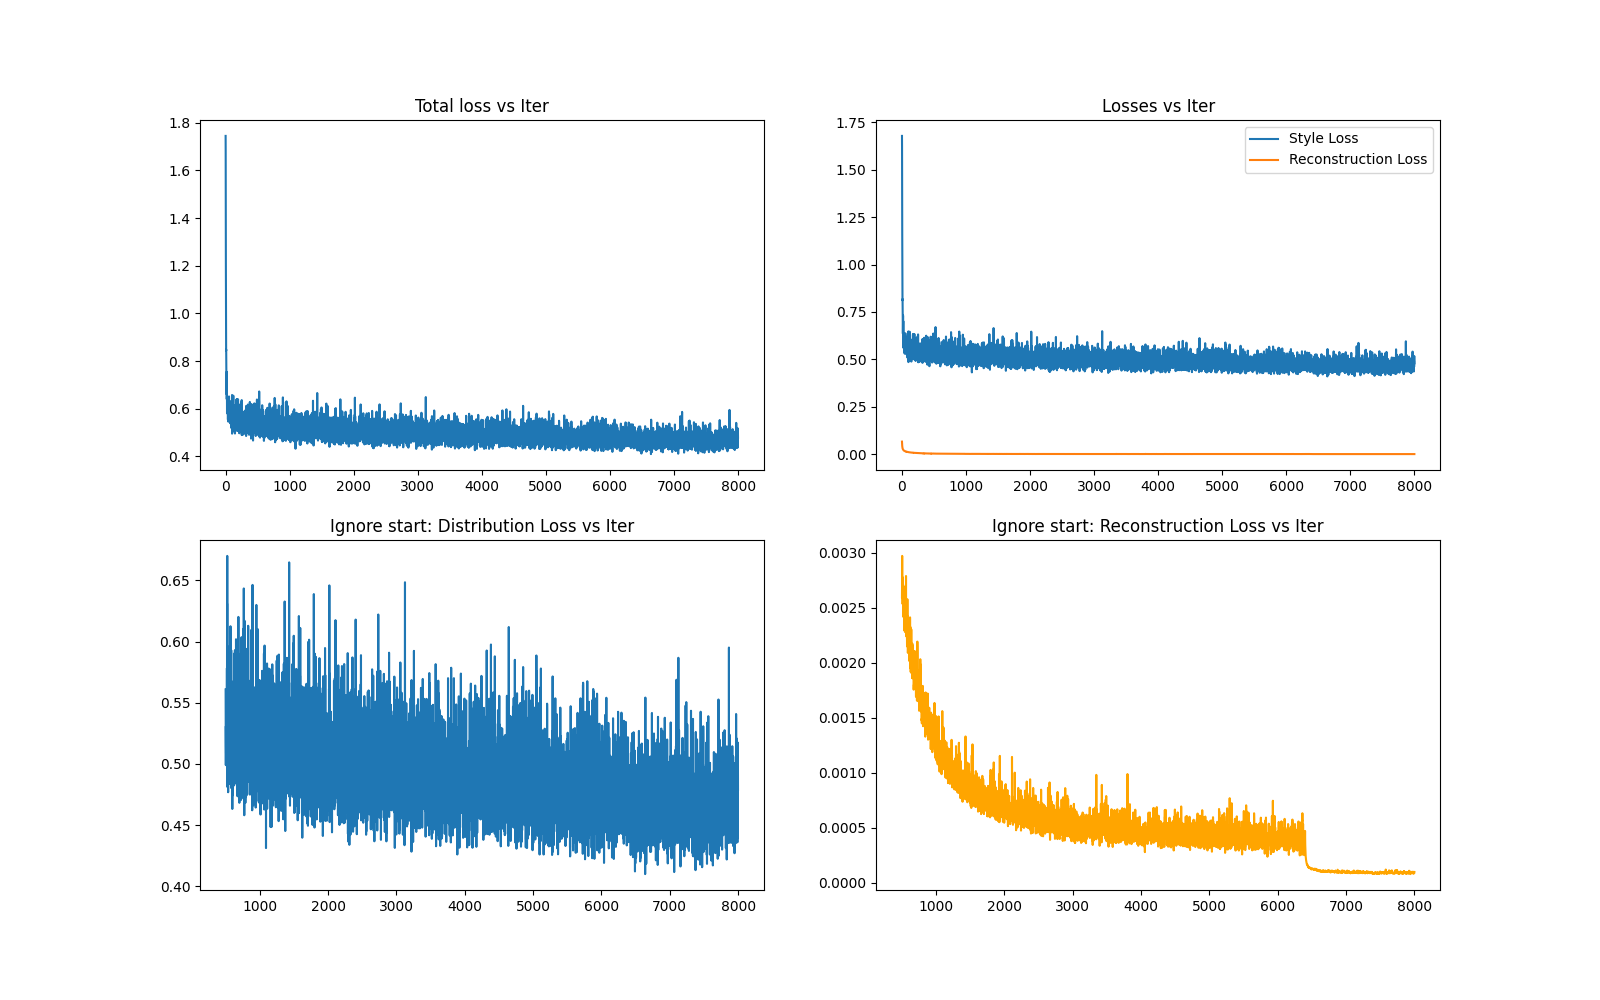 Total loss vs Iter
1.8
1.6
1.4
1.2
1.0
0.8
0.6
0.4
0 1000 2000 3000 4000 5000 6000 7000 8000
Losses vs Iter
Style Loss
Reconstruction Loss
1.75
1.50
1.25
1.00
0.75
0.50
0.25
0.00
0 1000 2000 3000 4000 5000 6000 7000 8000
Ignore start: Distribution Loss vs Iter
0.65
0.60
0.55
0.50
0.45
0.40
1000 2000 3000 4000 5000 6000 7000 8000
Ignore start: Reconstruction Loss vs Iter
0.0030
0.0025
0.0020
0.0015
0.0010
0.0005
0.0000
1000 2000 3000 4000 5000 6000 7000 8000